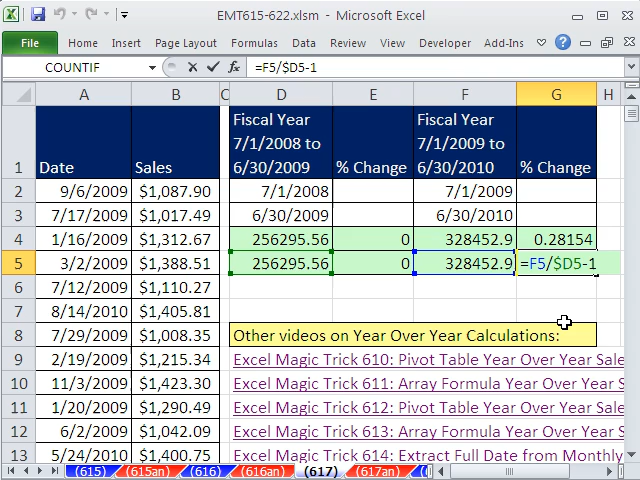 EMT615-622.xlsm - Microsoft Excel
File Home Insert Page Layout Formulas Data Review View Developer Add-Ins
COUNTIF =F5/$D5-1
A B C D E F G H
1 Date Sales Fiscal Year 7/1/2008 to 6/30/2009 % Change Fiscal Year 7/1/2009 to 6/30/2010 % Change
2 9/6/2009 $1,087.90 7/1/2008 7/1/2009
3 7/17/2009 $1,017.49 6/30/2009 6/30/2010
4 1/16/2009 $1,312.67 256295.56 0 328452.9 0.28154
5 3/2/2009 $1,388.51 256295.56 0 328452.9 =F5/$D5-1
6 7/12/2009 $1,110.27
7 8/14/2010 $1,405.81
8 7/29/2009 $1,008.35 Other videos on Year Over Year Calculations:
9 2/19/2009 $1,215.34 Excel Magic Trick 610: Pivot Table Year Over Year Sale
10 11/3/2009 $1,423.30 Excel Magic Trick 611: Array Formula Year Over Year S
11 1/20/2009 $1,290.49 Excel Magic Trick 612: Pivot Table Year Over Year Sale
12 6/2/2009 $1,042.09 Excel Magic Trick 613: Array Formula Year Over Year S
13 5/24/2010 $1,400.75 Excel Magic Trick 614: Extract Full Date from Monthly
(615) (615an) (616) (616an) (617) (617an)